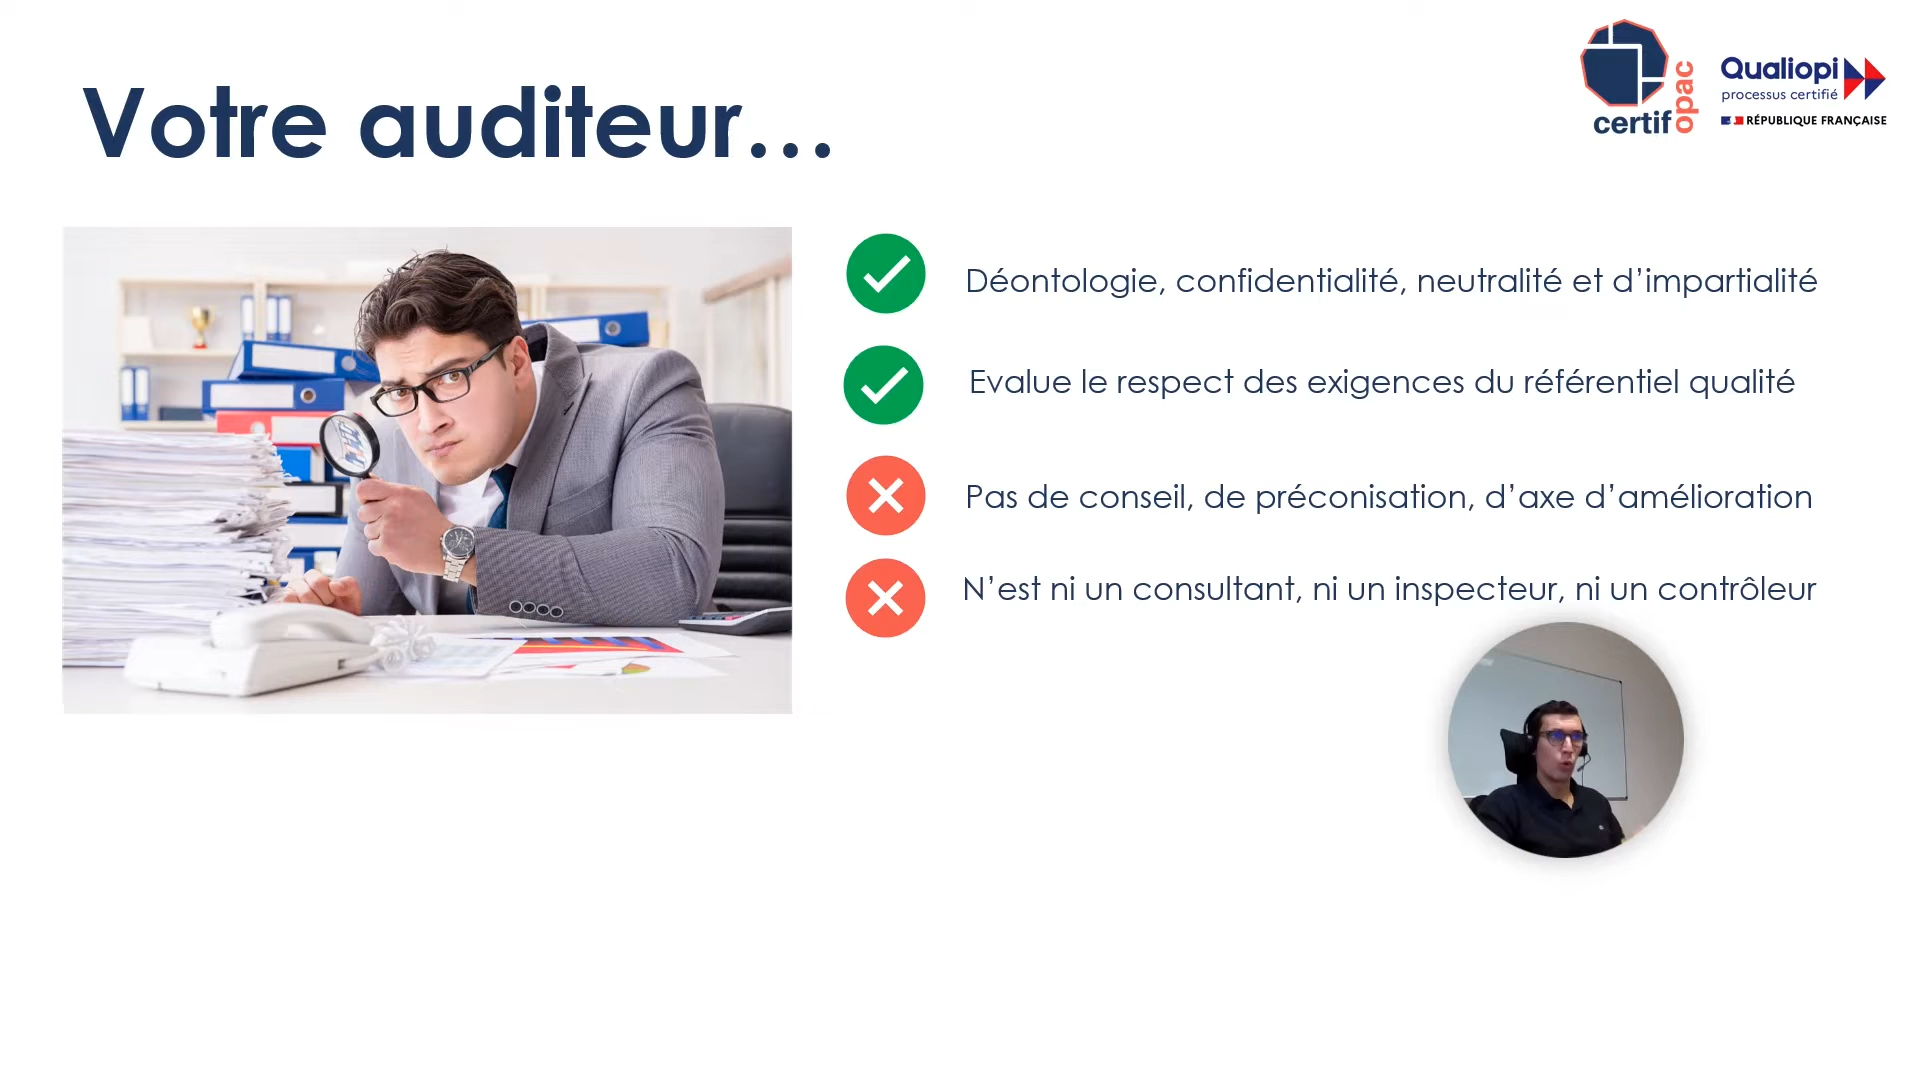 certif
opac
Qualiopi
processus certifié
RÉPUBLIQUE FRANÇAISE
Votre auditeur...
Déontologie, confidentialité, neutralité et d’impartialité
Evalue le respect des exigences du référentiel qualité
Pas de conseil, de préconisation, d’axe d’amélioration
N’est ni un consultant, ni un inspecteur, ni un contrôleur